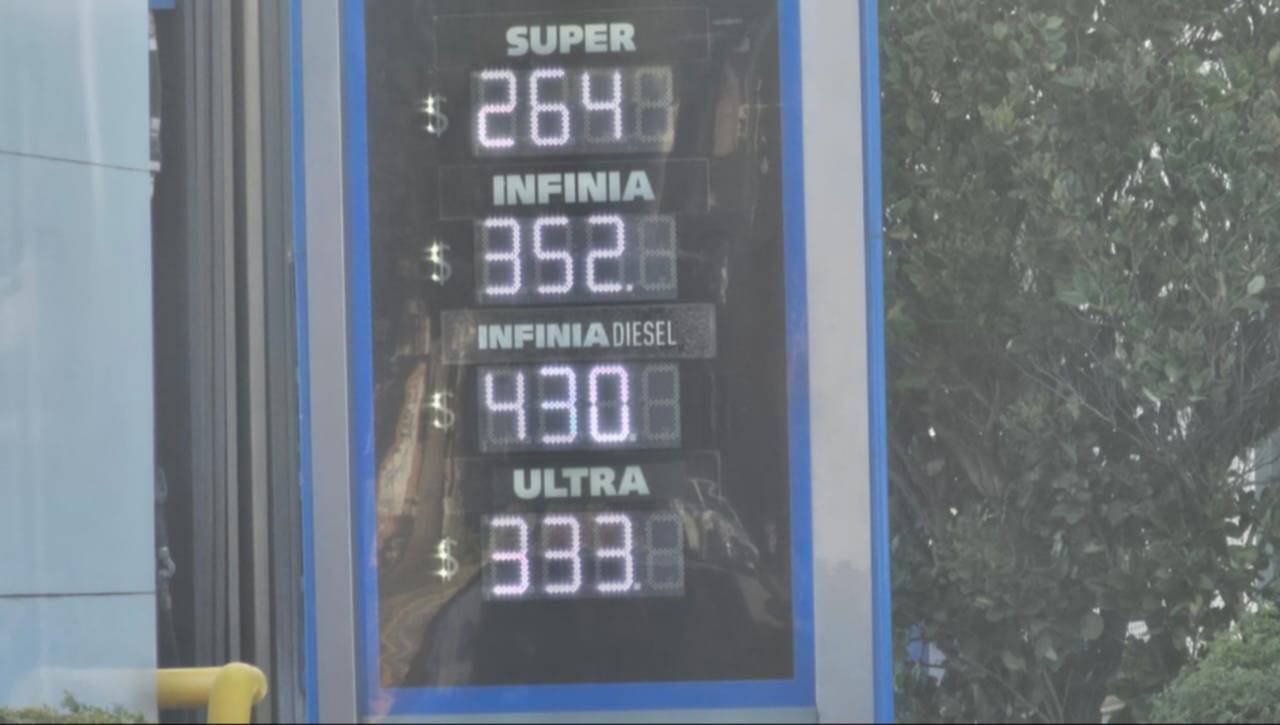 SUPER
$ 264
INFINIA
$ 352.
INFINIA DIESEL
$ 430.
ULTRA
$ 333.